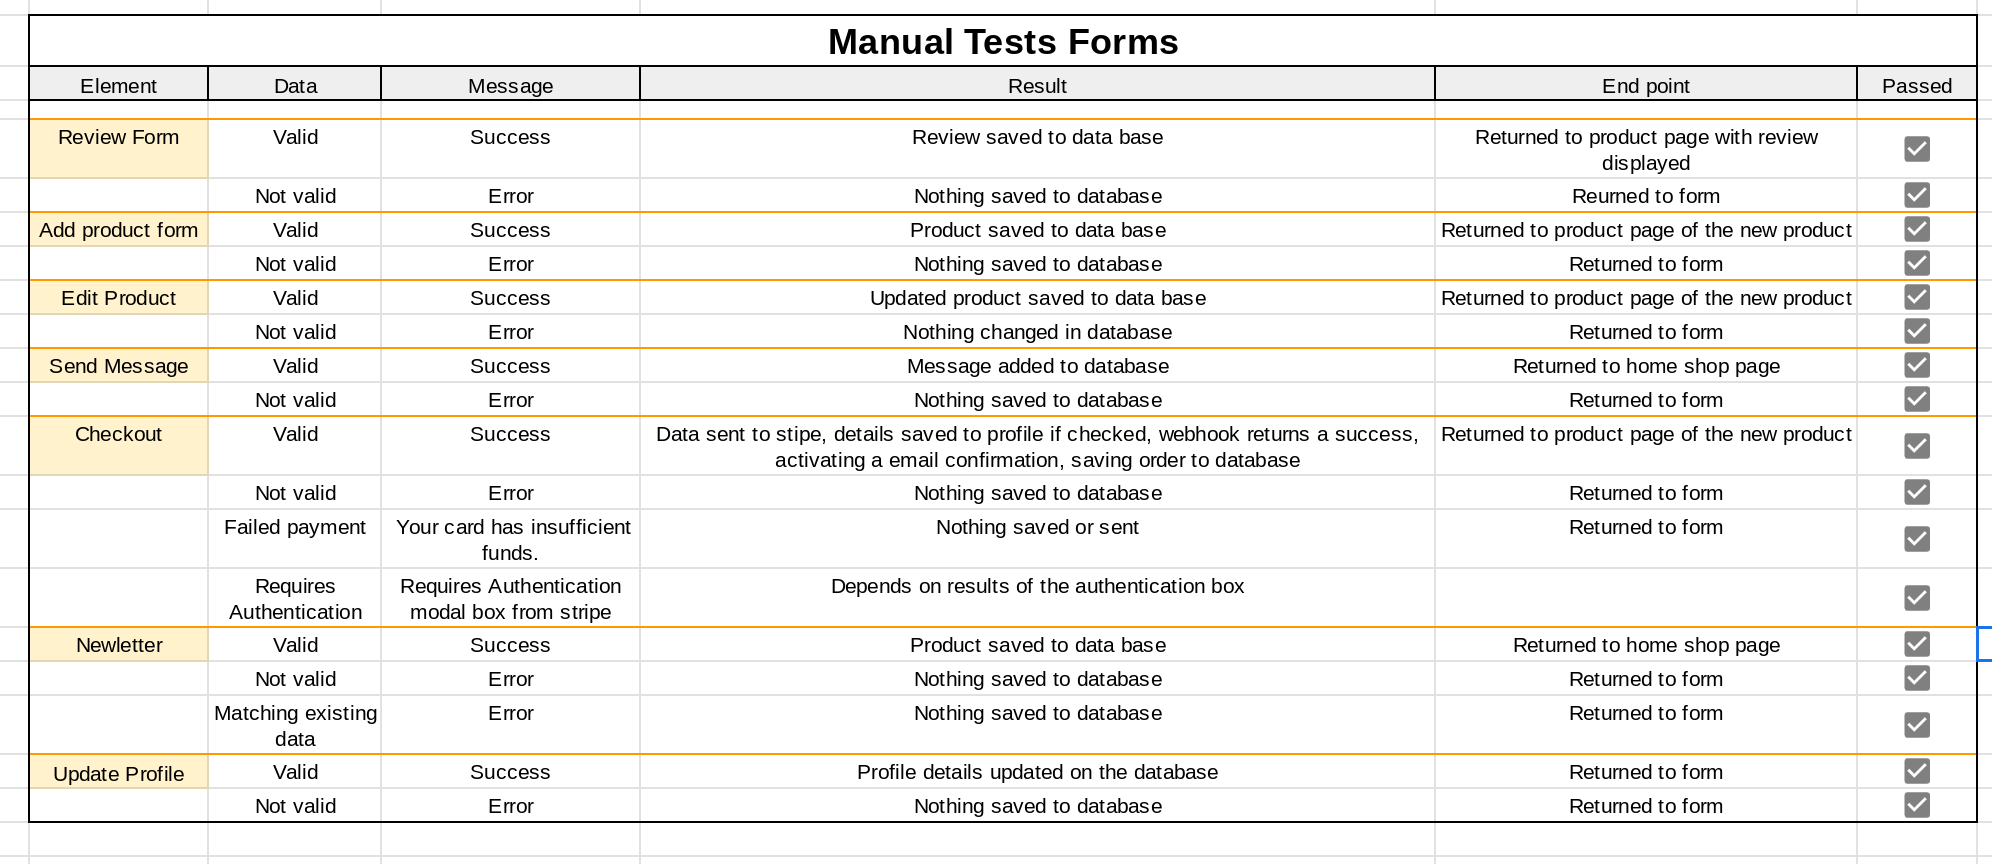 Manual Tests Forms
Element Data Message Result End point Passed
Review Form Valid Success Review saved to data base Returned to product page with review
displayed
Not valid Error Nothing saved to database Reurned to form
Add product form Valid Success Product saved to data base Returned to product page of the new product
Not valid Error Nothing saved to database Returned to form
Edit Product Valid Success Updated product saved to data base Returned to product page of the new product
Not valid Error Nothing changed in database Returned to form
Send Message Valid Success Message added to database Returned to home shop page
Not valid Error Nothing saved to database Returned to form
Checkout Valid Success Data sent to stipe, details saved to profile if checked, webhook returns a success, Returned to product page of the new product
activating a email confirmation, saving order to database
Not valid Error Nothing saved to database Returned to form
Failed payment Your card has insufficient Nothing saved or sent Returned to form
funds.
Requires Requires Authentication Depends on results of the authentication box
Authentication modal box from stripe
Newletter Valid Success Product saved to data base Returned to home shop page
Not valid Error Nothing saved to database Returned to form
Matching existing Error Nothing saved to database Returned to form
data
Update Profile Valid Success Profile details updated on the database Returned to form
Not valid Error Nothing saved to database Returned to form